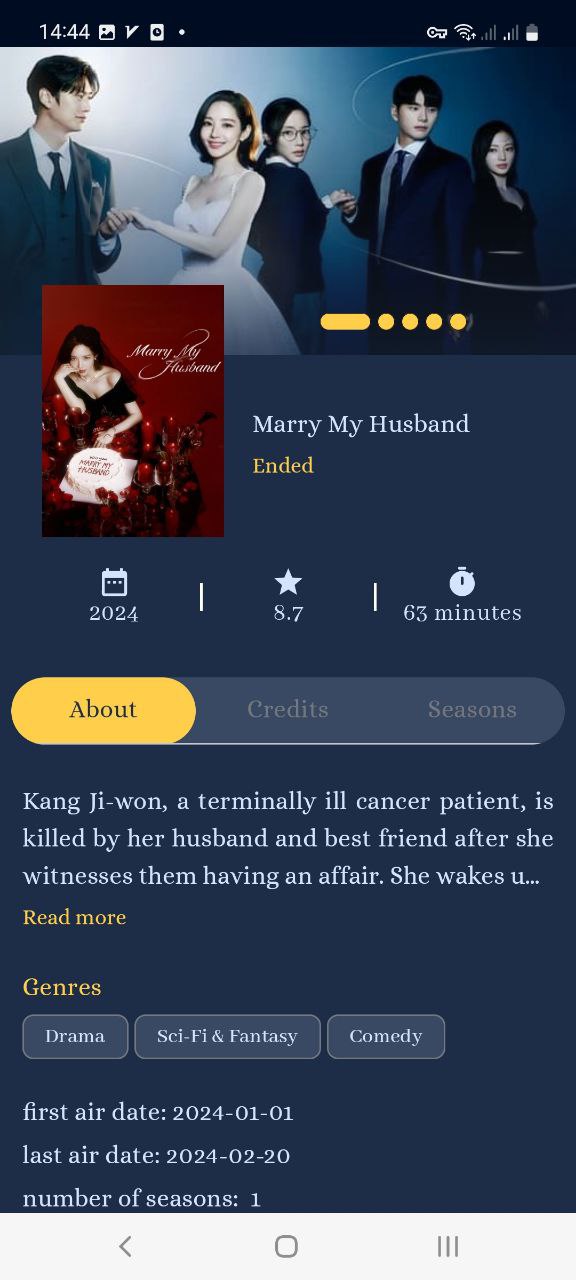 14:44
Marry My
Husband
MARRY MY
HUSBAND
Marry My Husband
Ended
2024
8.7
63 minutes
About
Credits
Seasons
Kang Ji-won, a terminally ill cancer patient, is
killed by her husband and best friend after she
witnesses them having an affair. She wakes u...
Read more
Genres
Drama
Sci-Fi & Fantasy
Comedy
first air date: 2024-01-01
last air date: 2024-02-20
number of seasons: 1